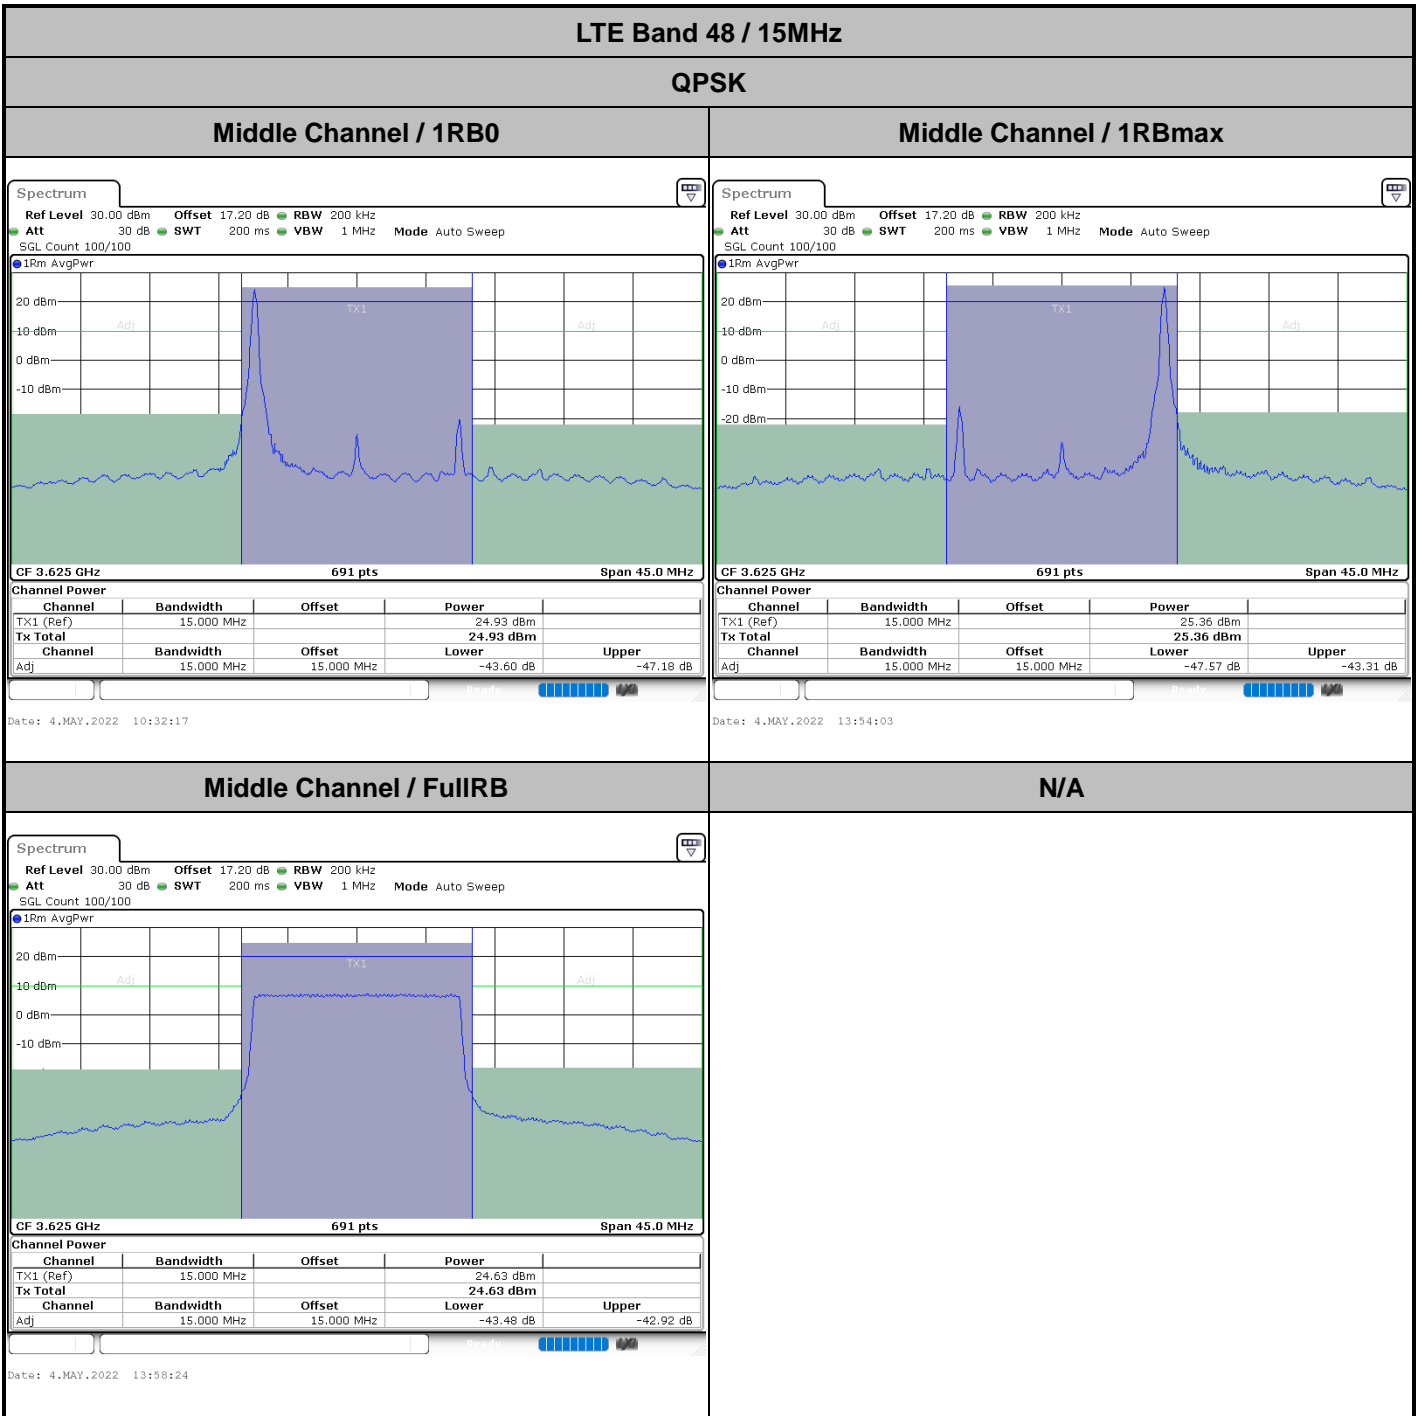 LTE Band 48 / 15MHz
QPSK
Middle Channel / 1RB0
Middle Channel / 1RBmax
Spectrum
Ref Level 30.00 dBm Offset 17.20 dB RBW 200 kHz
Att 30 dB SWT 200 ms VBW 1 MHz Mode Auto Sweep
SGL Count 100/100
1Rm AvgPwr
20 dBm
10 dBm
0 dBm
-10 dBm
Adj
TX1
Adj
CF 3.625 GHz 691 pts Span 45.0 MHz
Channel Power
Channel Bandwidth Offset Power
TX1 (Ref) 15.000 MHz 24.93 dBm
Tx Total 24.93 dBm
Channel Bandwidth Offset Lower Upper
Adj 15.000 MHz 15.000 MHz -43.60 dB -47.18 dB
Ready
Date: 4.MAY.2022 10:32:17
Spectrum
Ref Level 30.00 dBm Offset 17.20 dB RBW 200 kHz
Att 30 dB SWT 200 ms VBW 1 MHz Mode Auto Sweep
SGL Count 100/100
1Rm AvgPwr
20 dBm
10 dBm
0 dBm
-10 dBm
-20 dBm
Adj
TX1
Adj
CF 3.625 GHz 691 pts Span 45.0 MHz
Channel Power
Channel Bandwidth Offset Power
TX1 (Ref) 15.000 MHz 25.36 dBm
Tx Total 25.36 dBm
Channel Bandwidth Offset Lower Upper
Adj 15.000 MHz 15.000 MHz -47.57 dB -43.31 dB
Ready
Date: 4.MAY.2022 13:54:03
Middle Channel / FullRB
N/A
Spectrum
Ref Level 30.00 dBm Offset 17.20 dB RBW 200 kHz
Att 30 dB SWT 200 ms VBW 1 MHz Mode Auto Sweep
SGL Count 100/100
1Rm AvgPwr
20 dBm
10 dBm
0 dBm
-10 dBm
Adj
TX1
Adj
CF 3.625 GHz 691 pts Span 45.0 MHz
Channel Power
Channel Bandwidth Offset Power
TX1 (Ref) 15.000 MHz 24.63 dBm
Tx Total 24.63 dBm
Channel Bandwidth Offset Lower Upper
Adj 15.000 MHz 15.000 MHz -43.48 dB -42.92 dB
Ready
Date: 4.MAY.2022 13:58:24